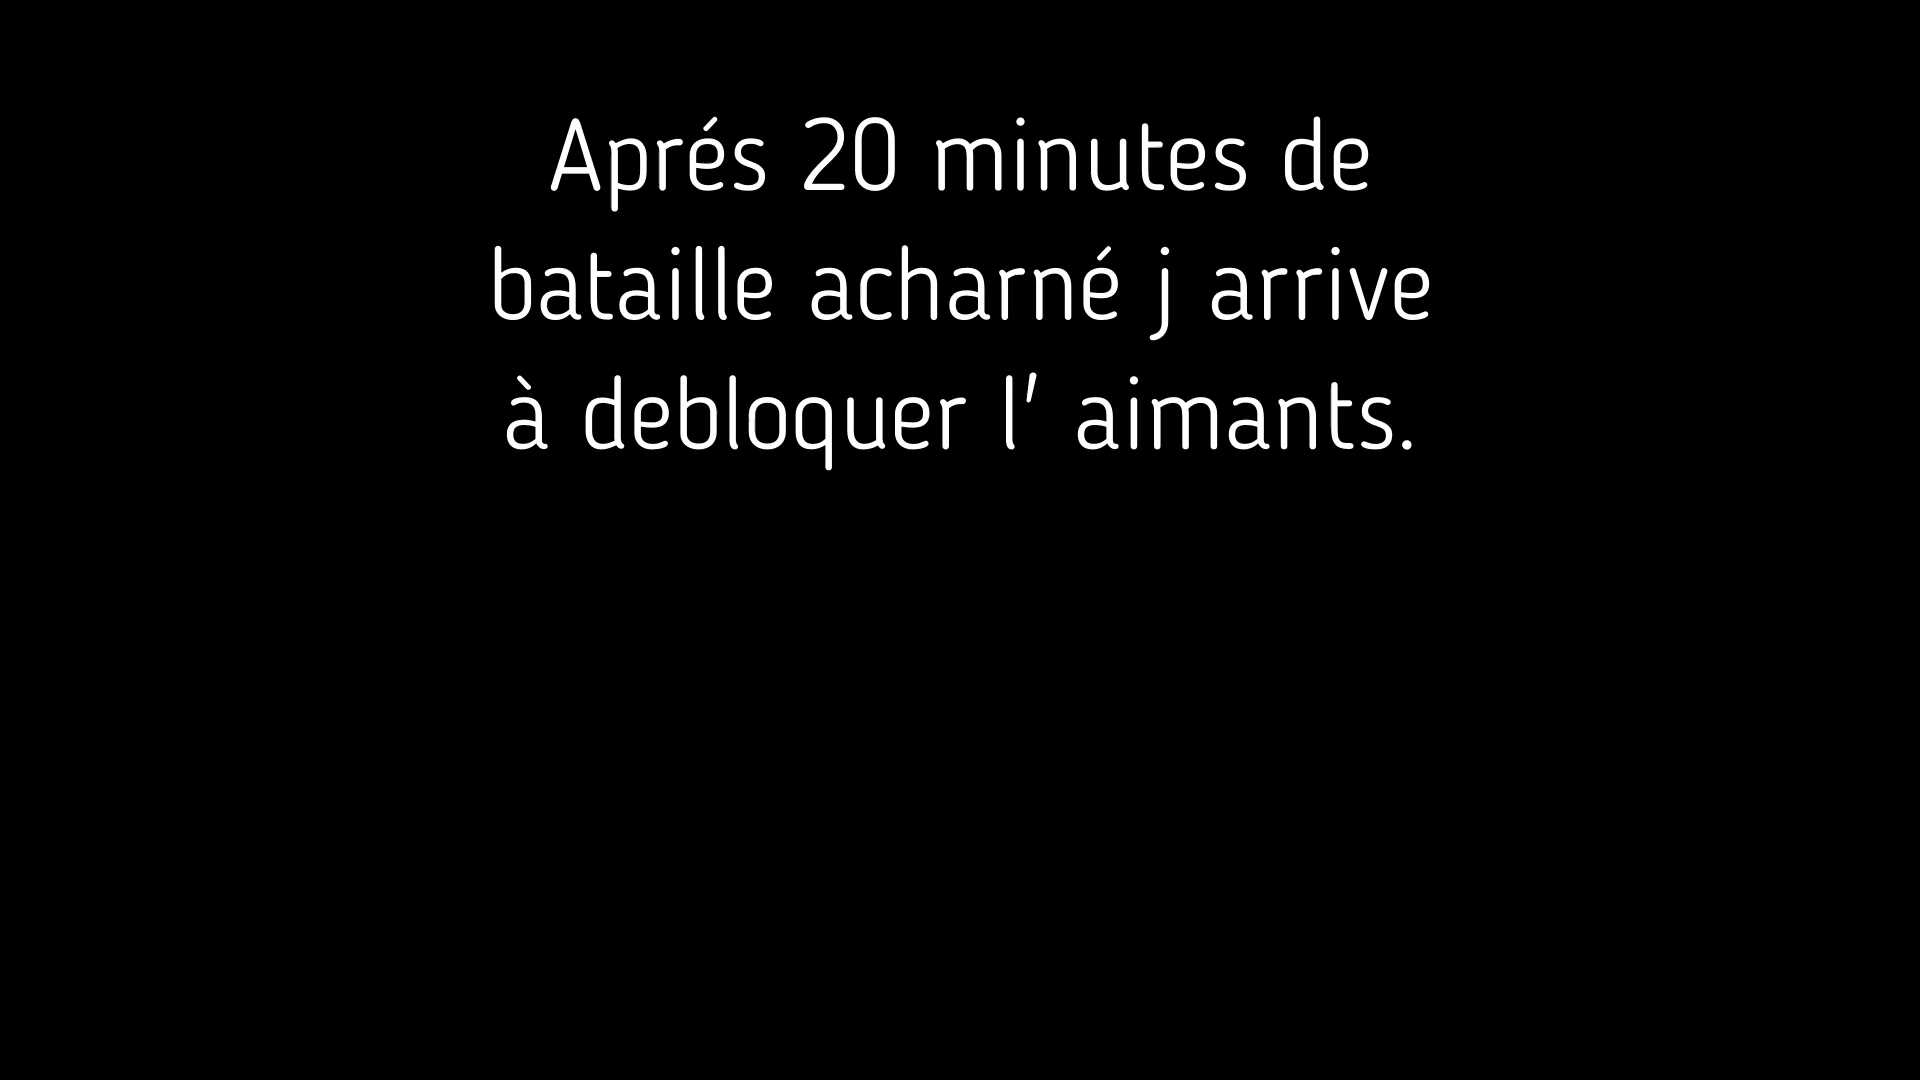 Aprés 20 minutes de
bataille acharné j arrive
à debloquer l' aimants.